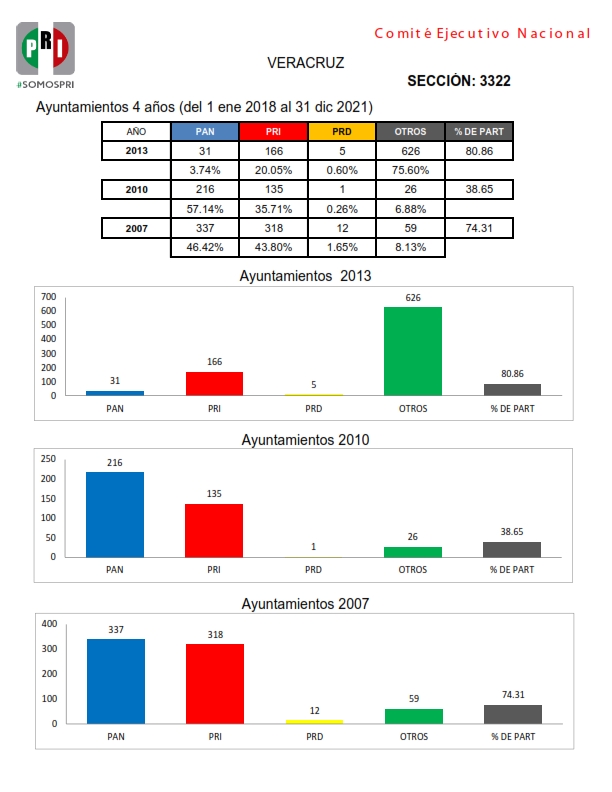 Comité Ejecutivo Nacional
PRI
#SOMOSPRI
VERACRUZ
SECCIÓN: 3322
Ayuntamientos 4 años (del 1 ene 2018 al 31 dic 2021)
AÑO PAN PRI PRD OTROS % DE PART
2013 31 166 5 626 80.86
3.74% 20.05% 0.60% 75.60%
2010 216 135 1 26 38.65
57.14% 35.71% 0.26% 6.88%
2007 337 318 12 59 74.31
46.42% 43.80% 1.65% 8.13%
Ayuntamientos 2013
700
600
500
400
300
200
100
0
31 166 5 626 80.86
PAN PRI PRD OTROS % DE PART
Ayuntamientos 2010
250
200
150
100
50
0
216 135 1 26 38.65
PAN PRI PRD OTROS % DE PART
Ayuntamientos 2007
400
300
200
100
0
337 318 12 59 74.31
PAN PRI PRD OTROS % DE PART